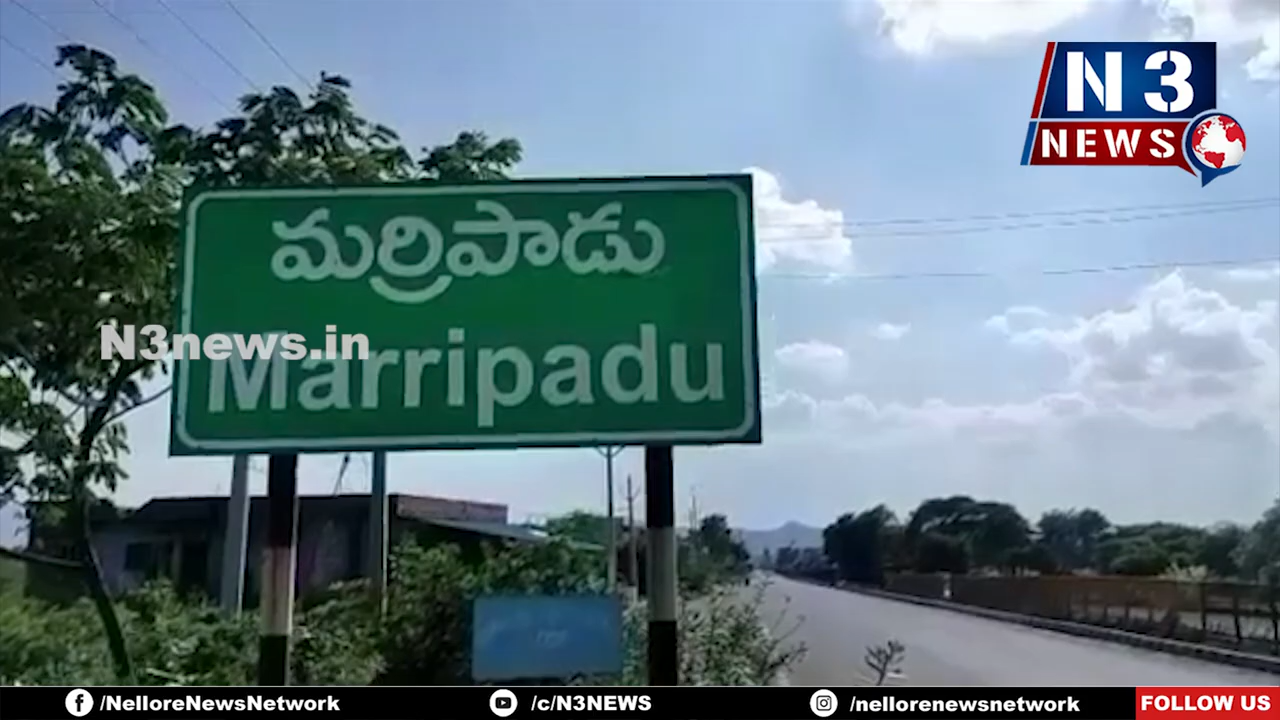 N3
NEWS
మర్రిపాడు
N3news.in
Marripadu
/NelloreNewsNetwork
/c/N3NEWS
/nellorenewsnetwork
FOLLOW US